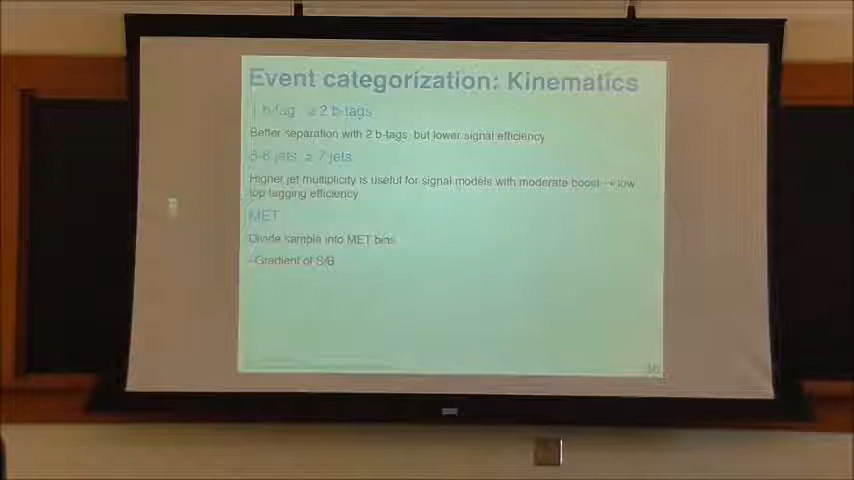 Event categorization: Kinematics
1 b-tag, ≥ 2 b-tags
Better separation with 2 b-tags, but lower signal efficiency
5-6 jets, ≥ 7 jets
Higher jet multiplicity is useful for signal models with moderate boost → low
top tagging efficiency
MET
Divide sample into MET bins
–Gradient of S/B